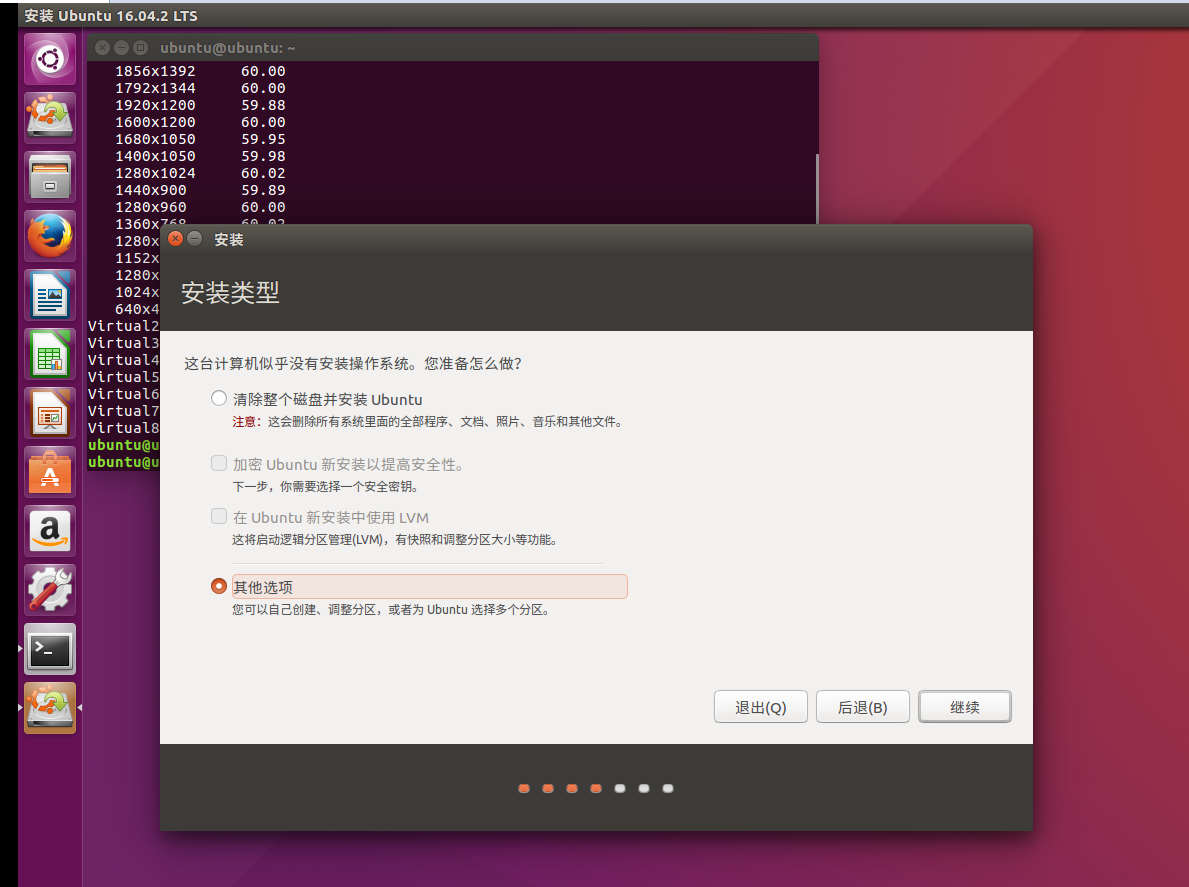 安装 Ubuntu 16.04.2 LTS
ubuntu@ubuntu: ~
1856x1392 60.00
1792x1344 60.00
1920x1200 59.88
1600x1200 60.00
1680x1050 59.95
1400x1050 59.98
1280x1024 60.02
1440x900 59.89
1280x960 60.00
1360x768 60.02
1280x
1152x
1280x
1024x
640x4
Virtual2
Virtual3
Virtual4
Virtual5
Virtual6
Virtual7
Virtual8
ubuntu@u
ubuntu@u
安装
安装类型
这台计算机似乎没有安装操作系统。您准备怎么做？
清除整个磁盘并安装 Ubuntu
注意：这会删除所有系统里面的全部程序、文档、照片、音乐和其他文件。
加密 Ubuntu 新安装以提高安全性。
下一步，你需要选择一个安全密钥。
在 Ubuntu 新安装中使用 LVM
这将启动逻辑分区管理(LVM)，有快照和调整分区大小等功能。
其他选项
您可以自己创建、调整分区，或者为 Ubuntu 选择多个分区。
退出(Q) 后退(B) 继续